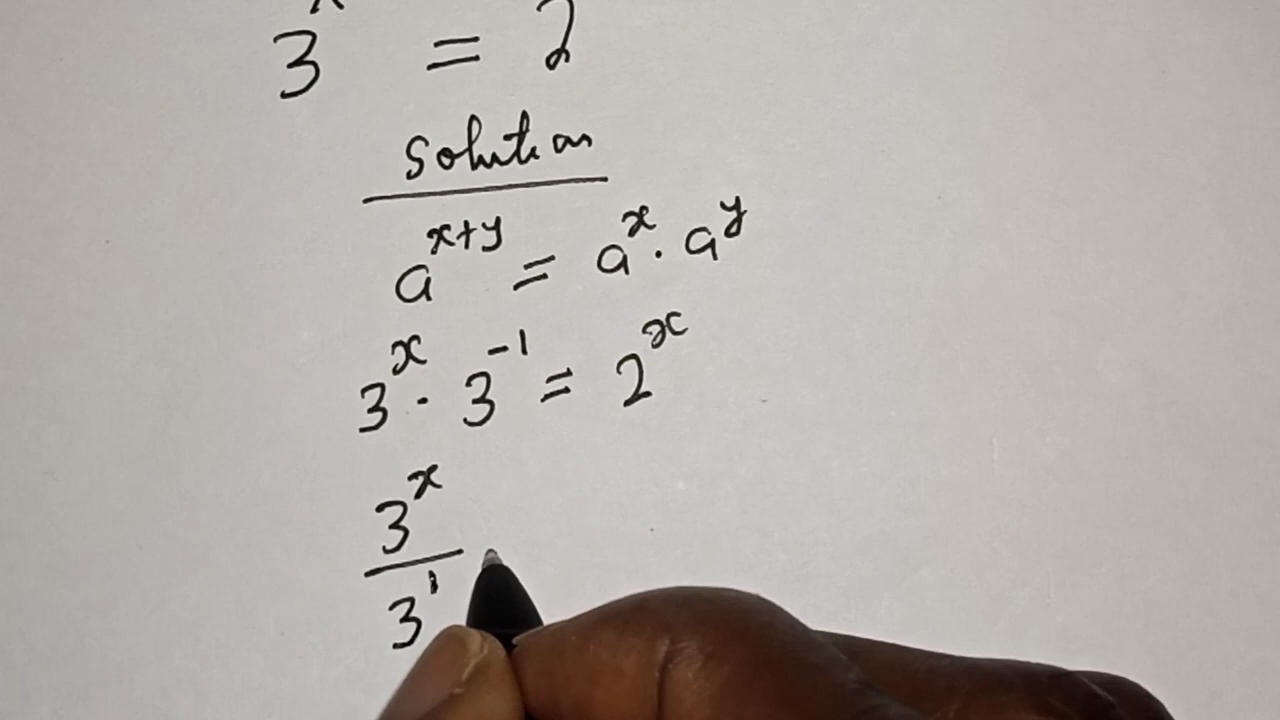 3^x = 2
Solution
a^{x+y} = a^x · a^y
3^x · 3^{-1} = 2^x
3^x / 3^1